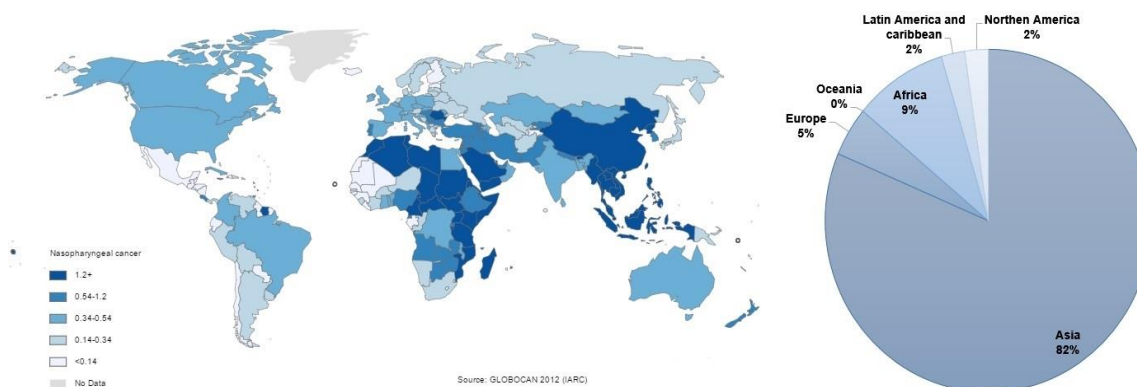 Nasopharyngeal cancer
1.2+
0.54-1.2
0.34-0.54
0.14-0.34
<0.14
No Data
Source: GLOBOCAN 2012 (IARC)
Latin America and
caribbean
2%
Northen America
2%
Oceania
0%
Africa
9%
Europe
5%
Asia
82%